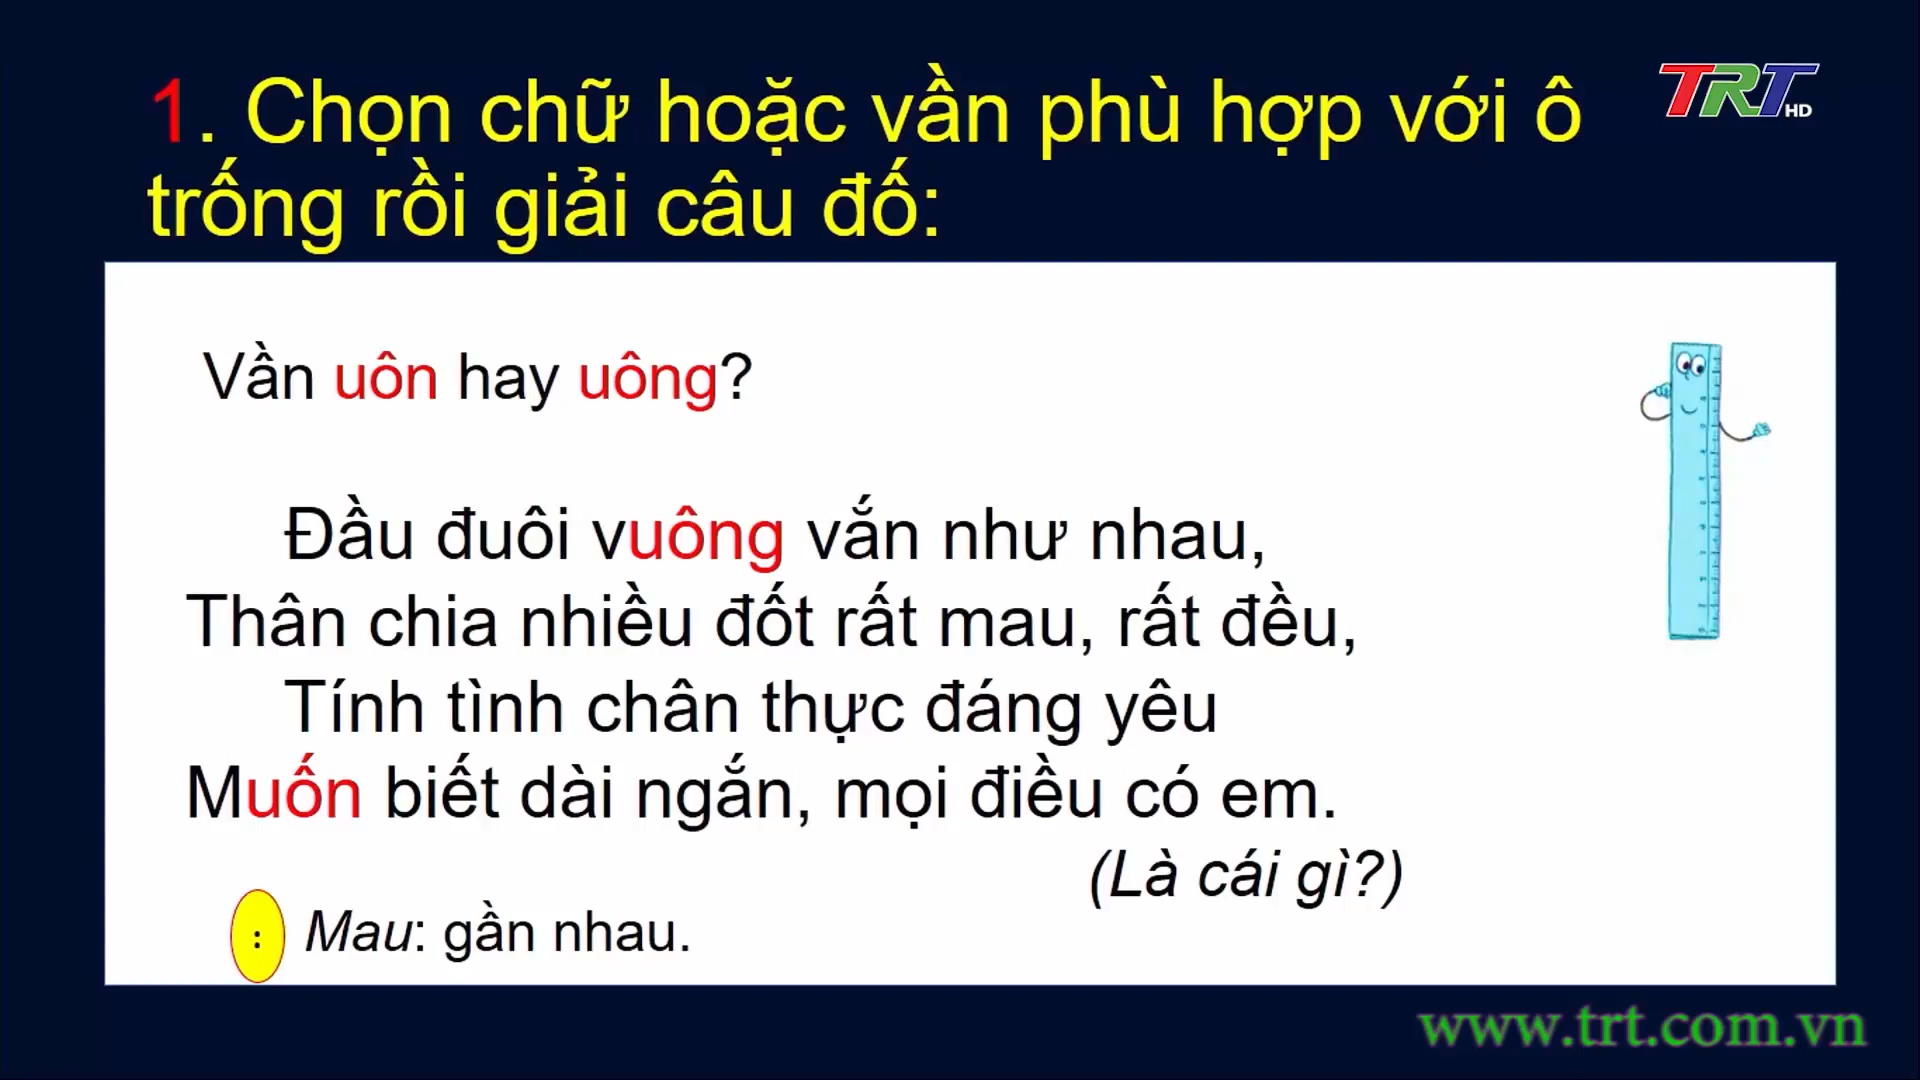 TRT HD
1. Chọn chữ hoặc vần phù hợp với ô
trống rồi giải câu đố:
Vần uôn hay uông?
Đầu đuôi vuông vắn như nhau,
Thân chia nhiều đốt rất mau, rất đều,
Tính tình chân thực đáng yêu
Muốn biết dài ngắn, mọi điều có em.
(Là cái gì?)
: Mau: gần nhau.
www.trt.com.vn